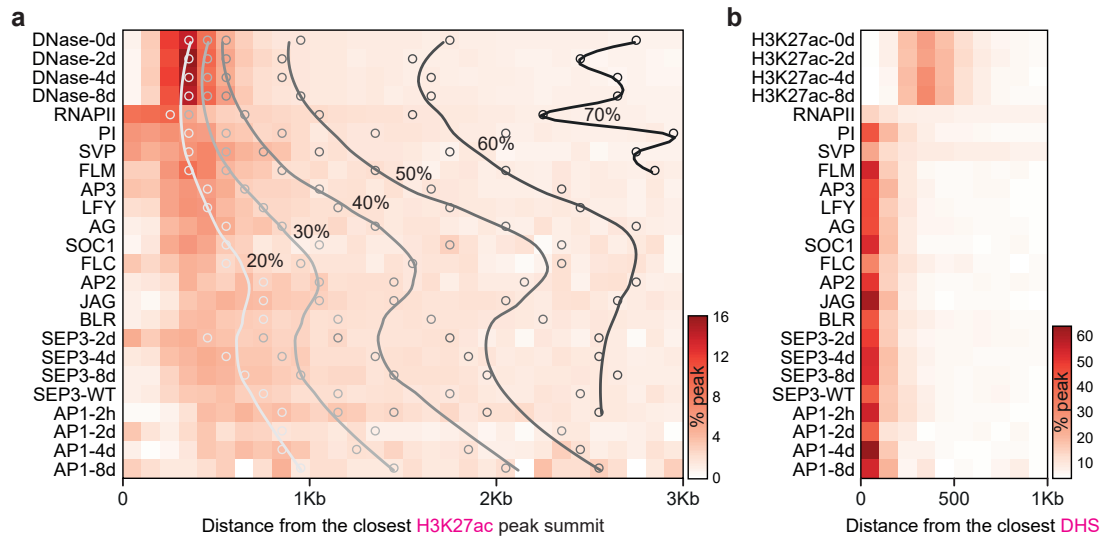 a
DNase-0d
DNase-2d
DNase-4d
DNase-8d
RNAPII
PI
SVP
FLM
AP3
LFY
AG
SOC1
FLC
AP2
JAG
BLR
SEP3-2d
SEP3-4d
SEP3-8d
SEP3-WT
AP1-2h
AP1-2d
AP1-4d
AP1-8d
20%
30%
40%
50%
60%
70%
0
1Kb
2Kb
3Kb
Distance from the closest H3K27ac peak summit
% peak
16
12
8
4
0
b
H3K27ac-0d
H3K27ac-2d
H3K27ac-4d
H3K27ac-8d
RNAPII
PI
SVP
FLM
AP3
LFY
AG
SOC1
FLC
AP2
JAG
BLR
SEP3-2d
SEP3-4d
SEP3-8d
SEP3-WT
AP1-2h
AP1-2d
AP1-4d
AP1-8d
0
500
1Kb
Distance from the closest DHS
% peak
60
50
40
30
20
10